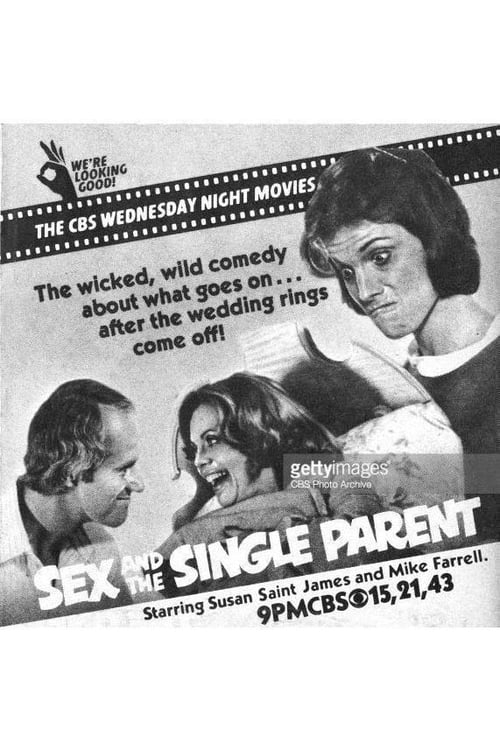 WE'RE
LOOKING
GOOD!
THE CBS WEDNESDAY NIGHT MOVIES
The wicked, wild comedy
about what goes on...
after the wedding rings
come off!
gettyimages
CBS Photo Archive
SEX AND THE SINGLE PARENT
Starring Susan Saint James and Mike Farrell.
9PM CBS 15, 21, 43